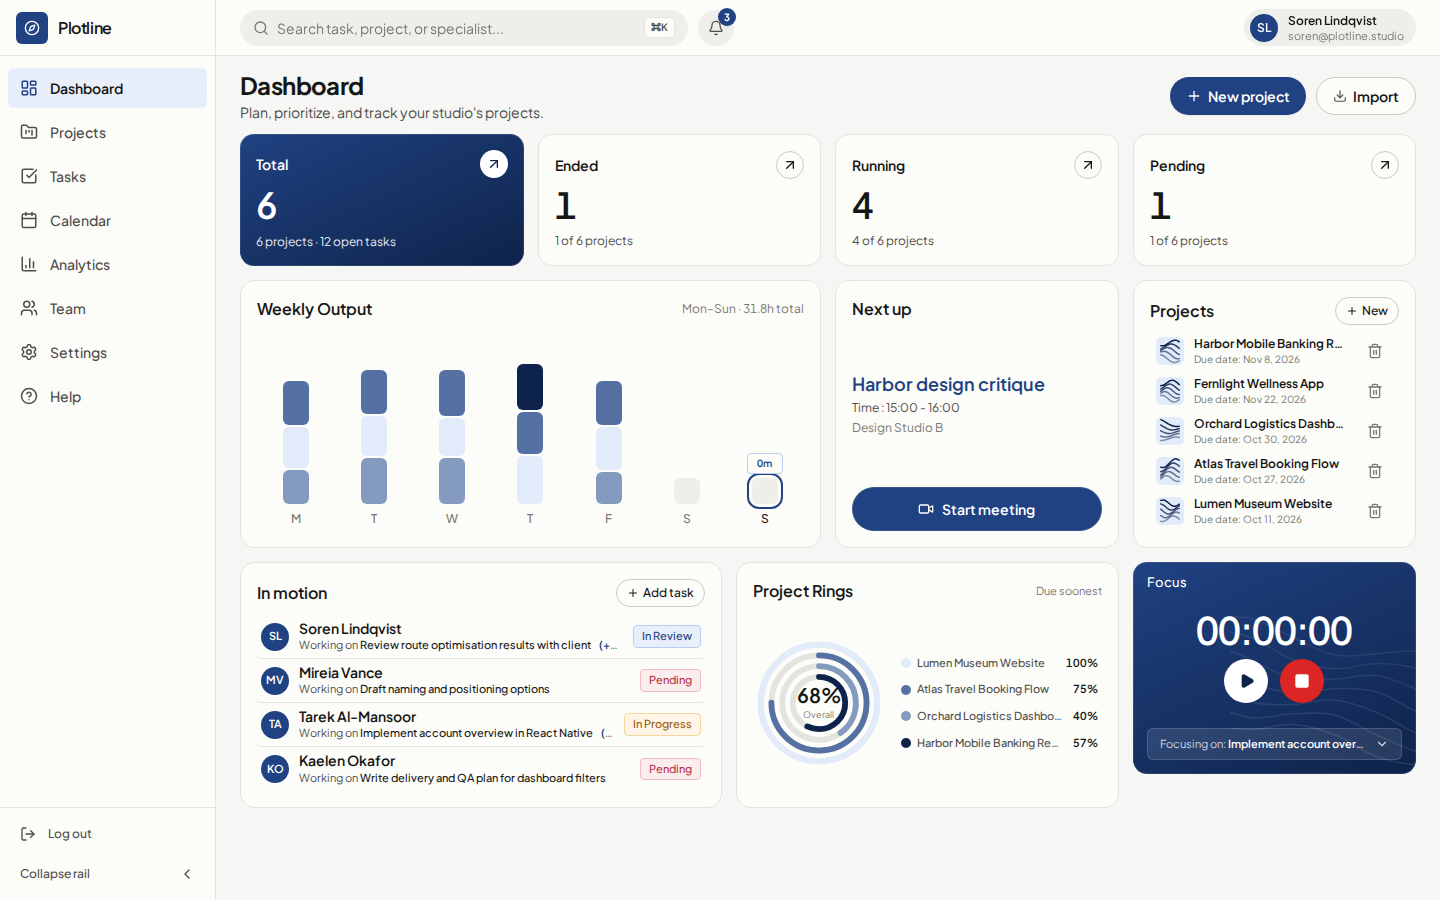 Plotline
Search task, project, or specialist...
⌘K
3
SL
Soren Lindqvist
soren@plotline.studio
Dashboard
Projects
Tasks
Calendar
Analytics
Team
Settings
Help
Log out
Collapse rail
Dashboard
Plan, prioritize, and track your studio's projects.
New project
Import
Total
6
6 projects · 12 open tasks
Ended
1
1 of 6 projects
Running
4
4 of 6 projects
Pending
1
1 of 6 projects
Weekly Output
Mon–Sun · 31.8h total
0m
M
T
W
T
F
S
S
Next up
Harbor design critique
Time : 15:00 - 16:00
Design Studio B
Start meeting
Projects
New
Harbor Mobile Banking R...
Due date: Nov 8, 2026
Fernlight Wellness App
Due date: Nov 22, 2026
Orchard Logistics Dashb...
Due date: Oct 30, 2026
Atlas Travel Booking Flow
Due date: Oct 27, 2026
Lumen Museum Website
Due date: Oct 11, 2026
In motion
Add task
SL
Soren Lindqvist
Working on Review route optimisation results with client (+...
In Review
MV
Mireia Vance
Working on Draft naming and positioning options
Pending
TA
Tarek Al-Mansoor
Working on Implement account overview in React Native (...
In Progress
KO
Kaelen Okafor
Working on Write delivery and QA plan for dashboard filters
Pending
Project Rings
Due soonest
68%
Overall
Lumen Museum Website 100%
Atlas Travel Booking Flow 75%
Orchard Logistics Dashbo... 40%
Harbor Mobile Banking Re... 57%
Focus
00:00:00
Focusing on: Implement account over...